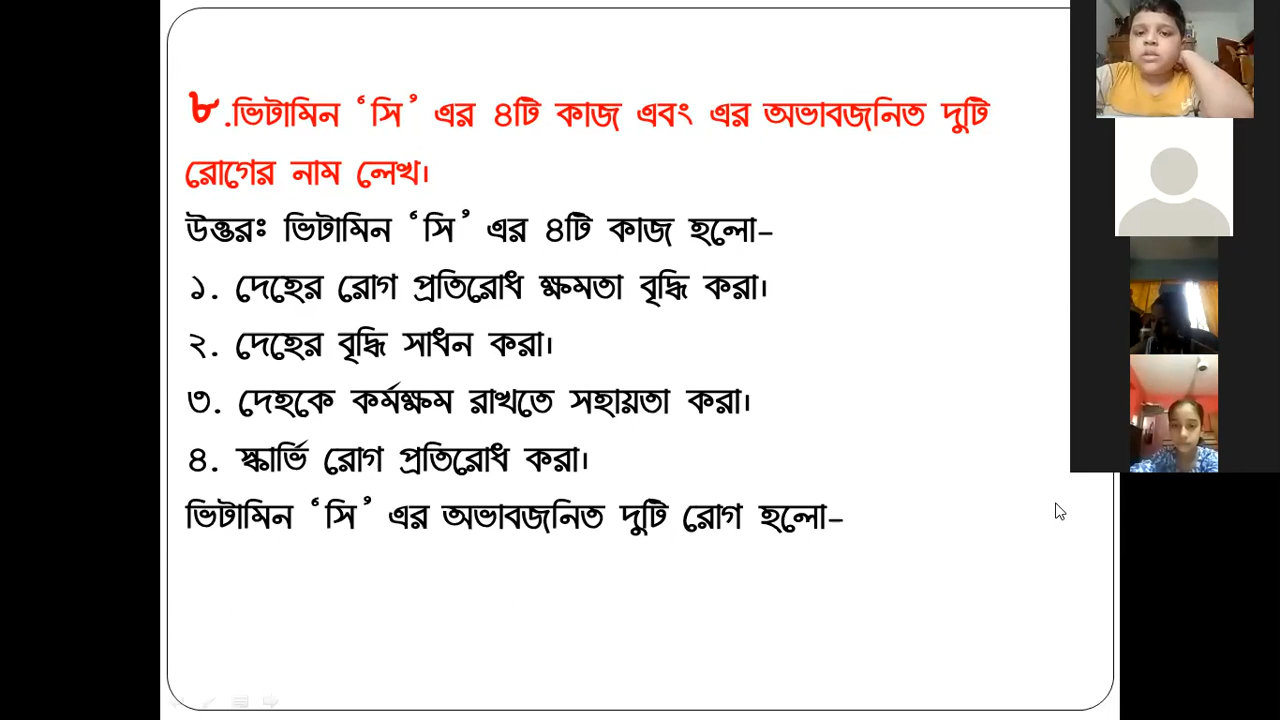 ৮.ভিটামিন ‘সি’ এর ৪টি কাজ এবং এর অভাবজনিত দুটি
রোগের নাম লেখ।
উত্তরঃ ভিটামিন ‘সি’ এর ৪টি কাজ হলো-
১. দেহের রোগ প্রতিরোধ ক্ষমতা বৃদ্ধি করা।
২. দেহের বৃদ্ধি সাধন করা।
৩. দেহকে কর্মক্ষম রাখতে সহায়তা করা।
৪. স্কার্ভি রোগ প্রতিরোধ করা।
ভিটামিন ‘সি’ এর অভাবজনিত দুটি রোগ হলো-